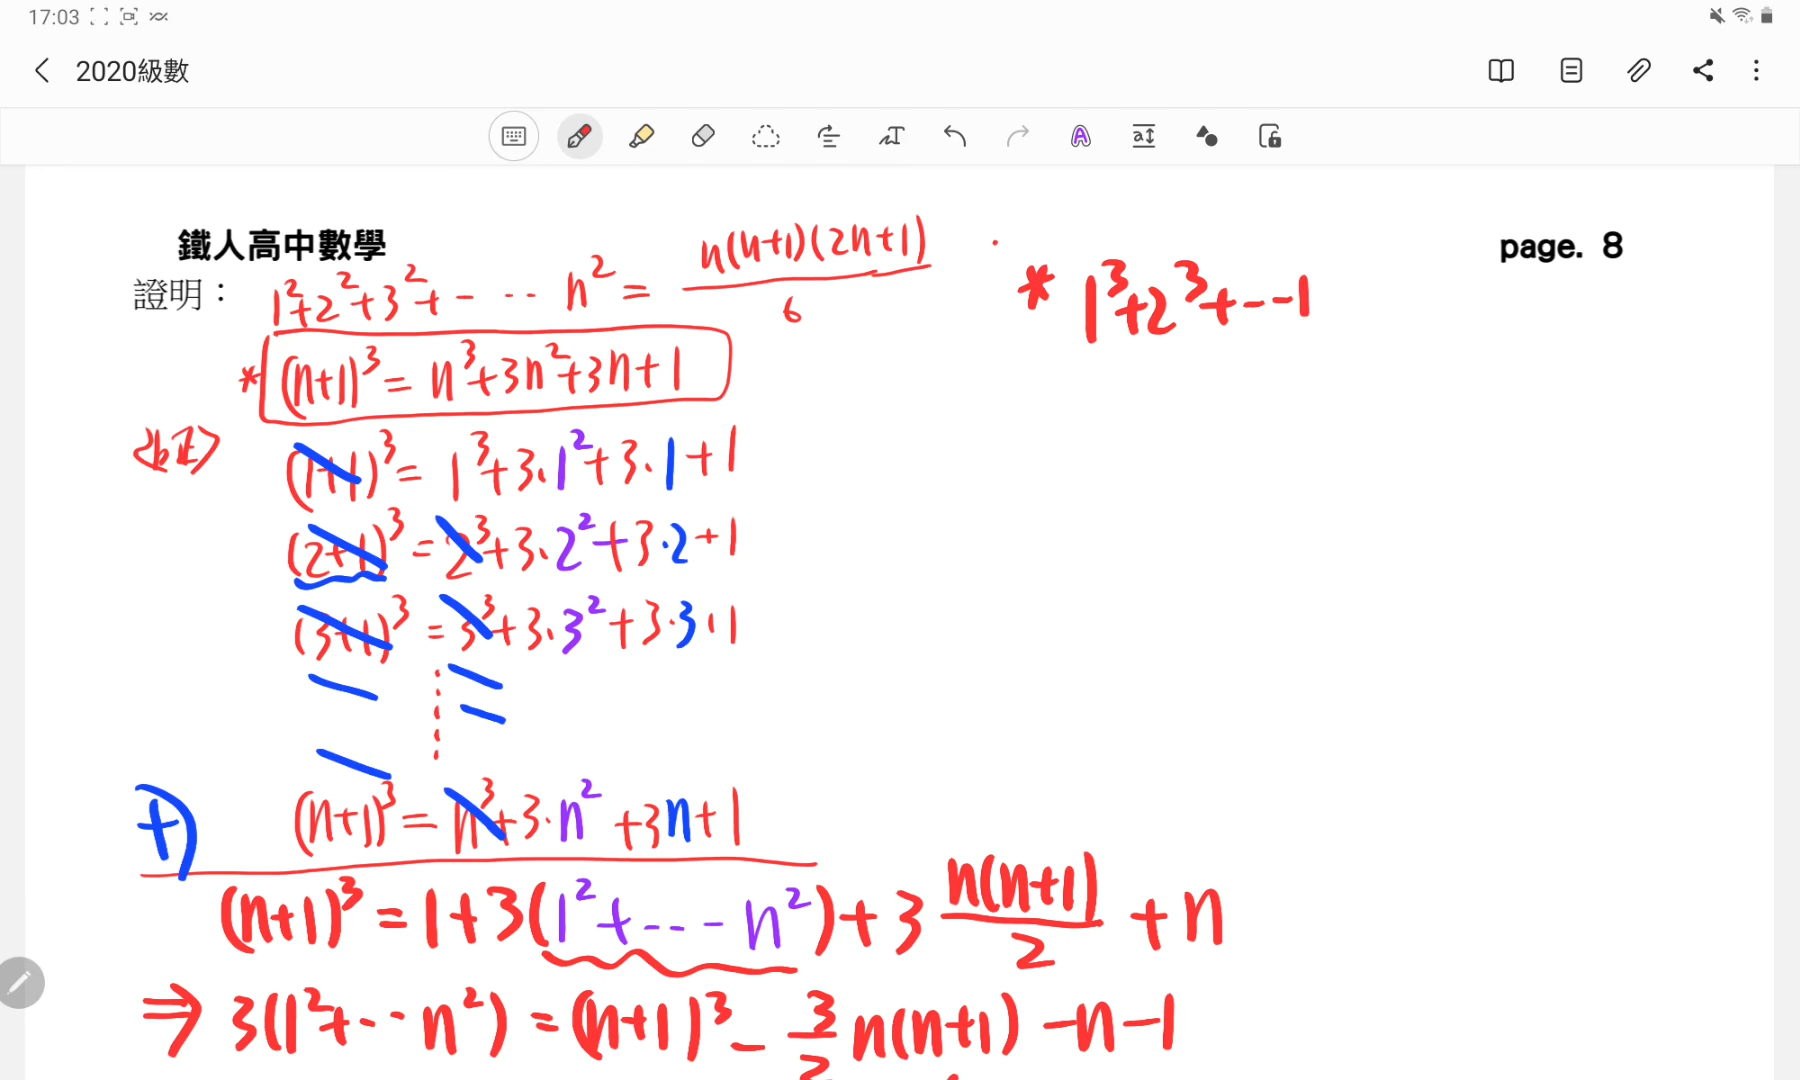 17:03
2020級數
鐵人高中數學
page. 8
證明： 1²+2²+3²+- -- n² = n(n+1)(2n+1)/6
* 1³+2³+---1
* (n+1)³ = n³+3n²+3n+1
<pf>
(1+1)³ = 1³+3·1²+3·1+1
(2+1)³ = 2³+3·2²+3·2+1
(3+1)³ = 3³+3·3²+3·3 1
+) (n+1)³ = n³+3·n²+3n+1
(n+1)³ = 1+3(1²+---n²)+3 n(n+1)/2 +n
⇒ 3(1²+--n²) = (n+1)³ - 3/2 n(n+1) -n-1